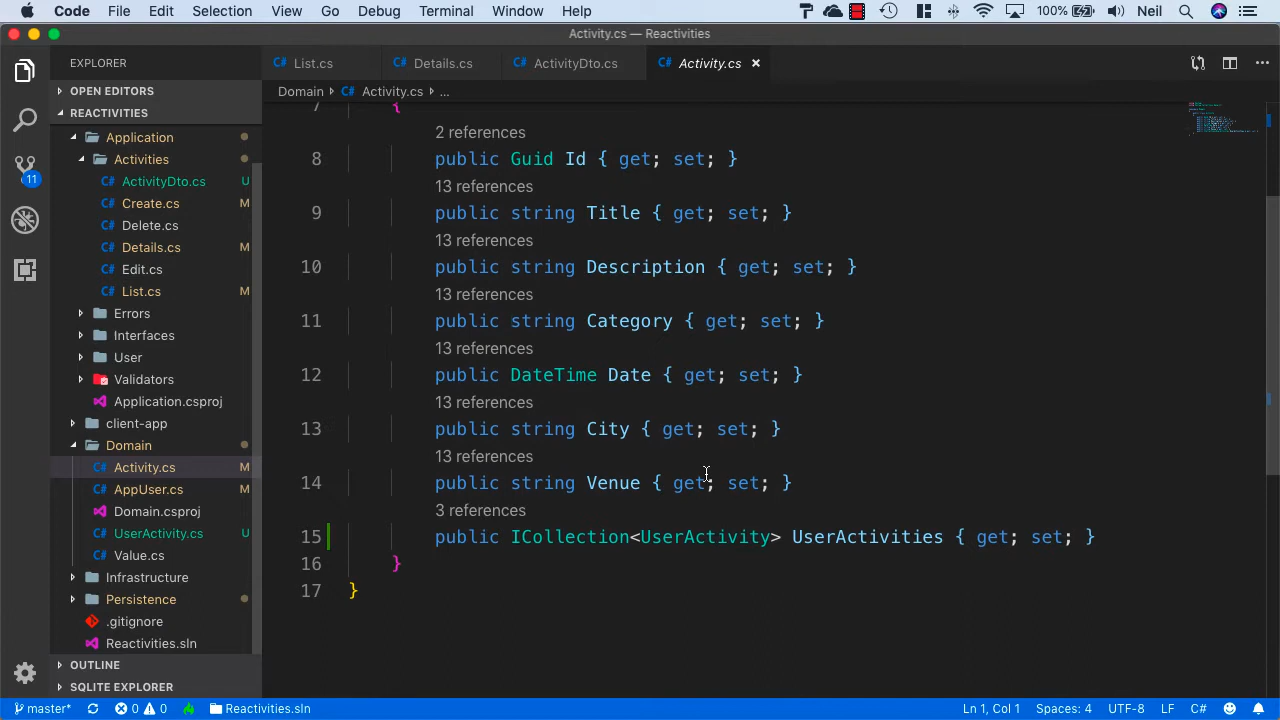 Code File Edit Selection View Go Debug Terminal Window Help 100% Neil
Activity.cs — Reactivities
EXPLORER
OPEN EDITORS
REACTIVITIES
Application
Activities
C# ActivityDto.cs U
C# Create.cs M
C# Delete.cs
C# Details.cs M
C# Edit.cs
C# List.cs M
Errors
Interfaces
User
Validators
Application.csproj
client-app
Domain
C# Activity.cs M
C# AppUser.cs M
Domain.csproj
C# UserActivity.cs U
C# Value.cs
Infrastructure
Persistence
.gitignore
Reactivities.sln
OUTLINE
SQLITE EXPLORER
11
C# List.cs C# Details.cs C# ActivityDto.cs C# Activity.cs ×
Domain C# Activity.cs ...
7 {
2 references
8 public Guid Id { get; set; }
13 references
9 public string Title { get; set; }
13 references
10 public string Description { get; set; }
13 references
11 public string Category { get; set; }
13 references
12 public DateTime Date { get; set; }
13 references
13 public string City { get; set; }
13 references
14 public string Venue { get; set; }
3 references
15 public ICollection<UserActivity> UserActivities { get; set; }
16 }
17 }
master* 0 0 Reactivities.sln Ln 1, Col 1 Spaces: 4 UTF-8 LF C#